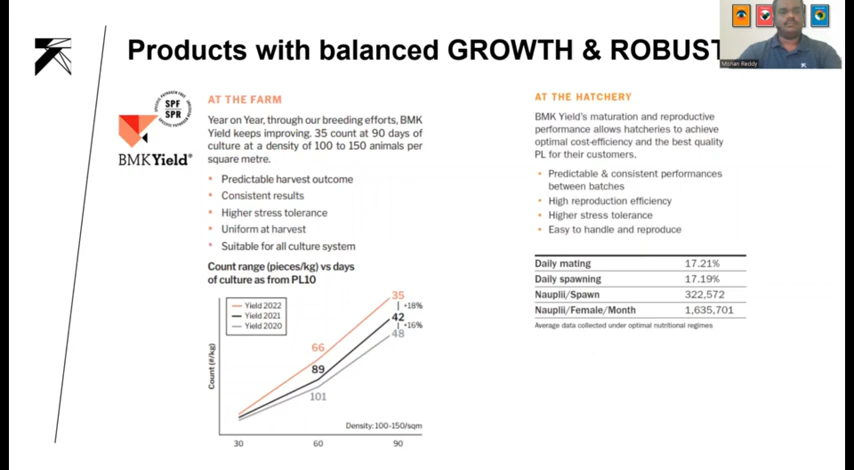 Products with balanced GROWTH & ROBUST
Mohan Reddy
SPF
SPR
BMKYield®
AT THE FARM
Year on Year, through our breeding efforts, BMK
Yield keeps improving. 35 count at 90 days of
culture at a density of 100 to 150 animals per
square metre.
• Predictable harvest outcome
• Consistent results
• Higher stress tolerance
• Uniform at harvest
• Suitable for all culture system
Count range (pieces/kg) vs days
of culture as from PL10
Yield 2022
Yield 2021
Yield 2020
35
+18%
42
+16%
48
66
89
101
Count (#/kg)
Density:100-150/sqm
30 60 90
AT THE HATCHERY
BMK Yield's maturation and reproductive
performance allows hatcheries to achieve
optimal cost-efficiency and the best quality
PL for their customers.
• Predictable & consistent performances
between batches
• High reproduction efficiency
• Higher stress tolerance
• Easy to handle and reproduce
Daily mating 17.21%
Daily spawning 17.19%
Nauplii/Spawn 322,572
Nauplii/Female/Month 1,635,701
Average data collected under optimal nutritional regimes